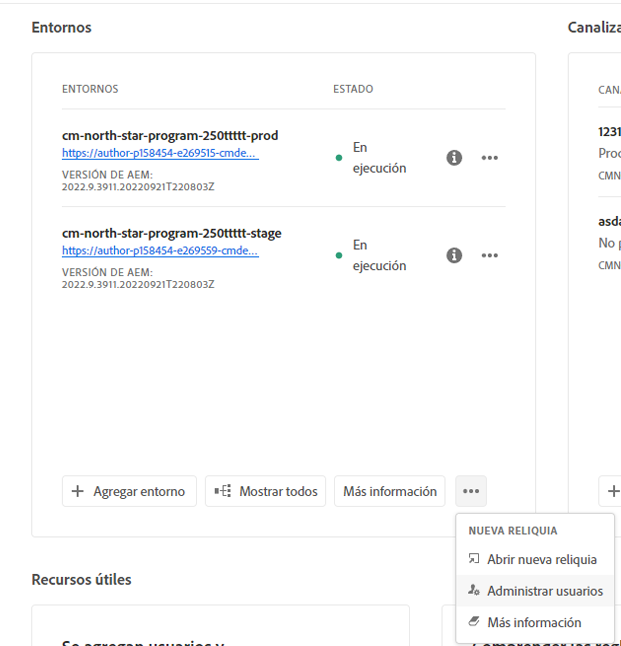 Entornos
Canaliza
ENTORNOS
ESTADO
CAN
cm-north-star-program-250ttttt-prod
https://author-p158454-e269515-cmde...
VERSIÓN DE AEM:
2022.9.3911.20220921T220803Z
En
ejecución
1231
Prod
CMN
cm-north-star-program-250ttttt-stage
https://author-p158454-e269559-cmde...
VERSIÓN DE AEM:
2022.9.3911.20220921T220803Z
En
ejecución
asda
No p
CMN
Agregar entorno
Mostrar todos
Más información
NUEVA RELIQUIA
Abrir nueva reliquia
Administrar usuarios
Más información
Recursos útiles
Se agregan usuarios y